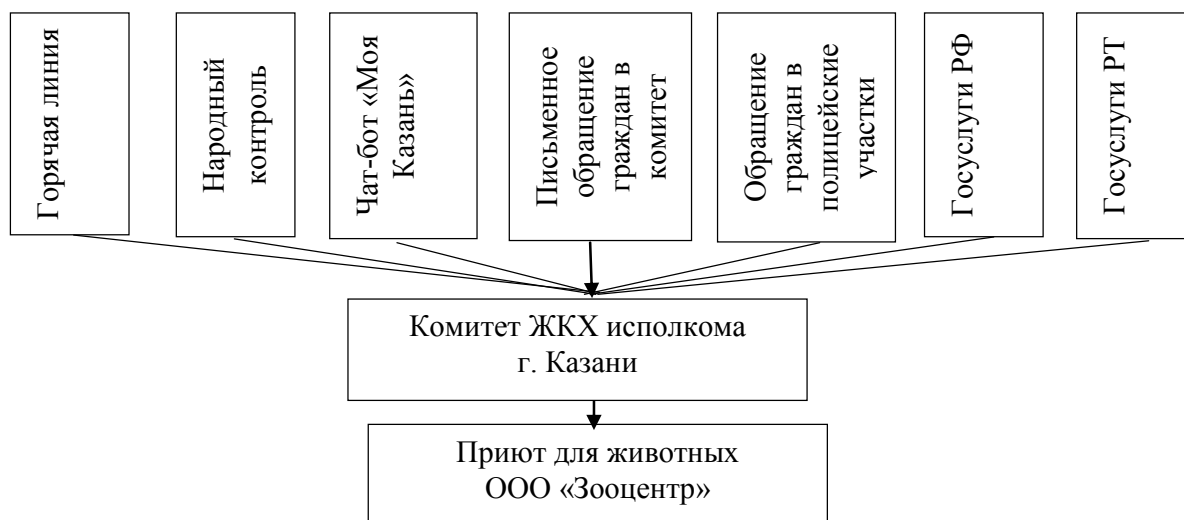 Горячая линия
Народный
контроль
Чат-бот «Моя
Казань»
Письменное
обращение
граждан в
комитет
Обращение
граждан в
полицейские
участки
Госуслуги РФ
Госуслуги РТ
Комитет ЖКХ исполкома
г. Казани
Приют для животных
ООО «Зооцентр»